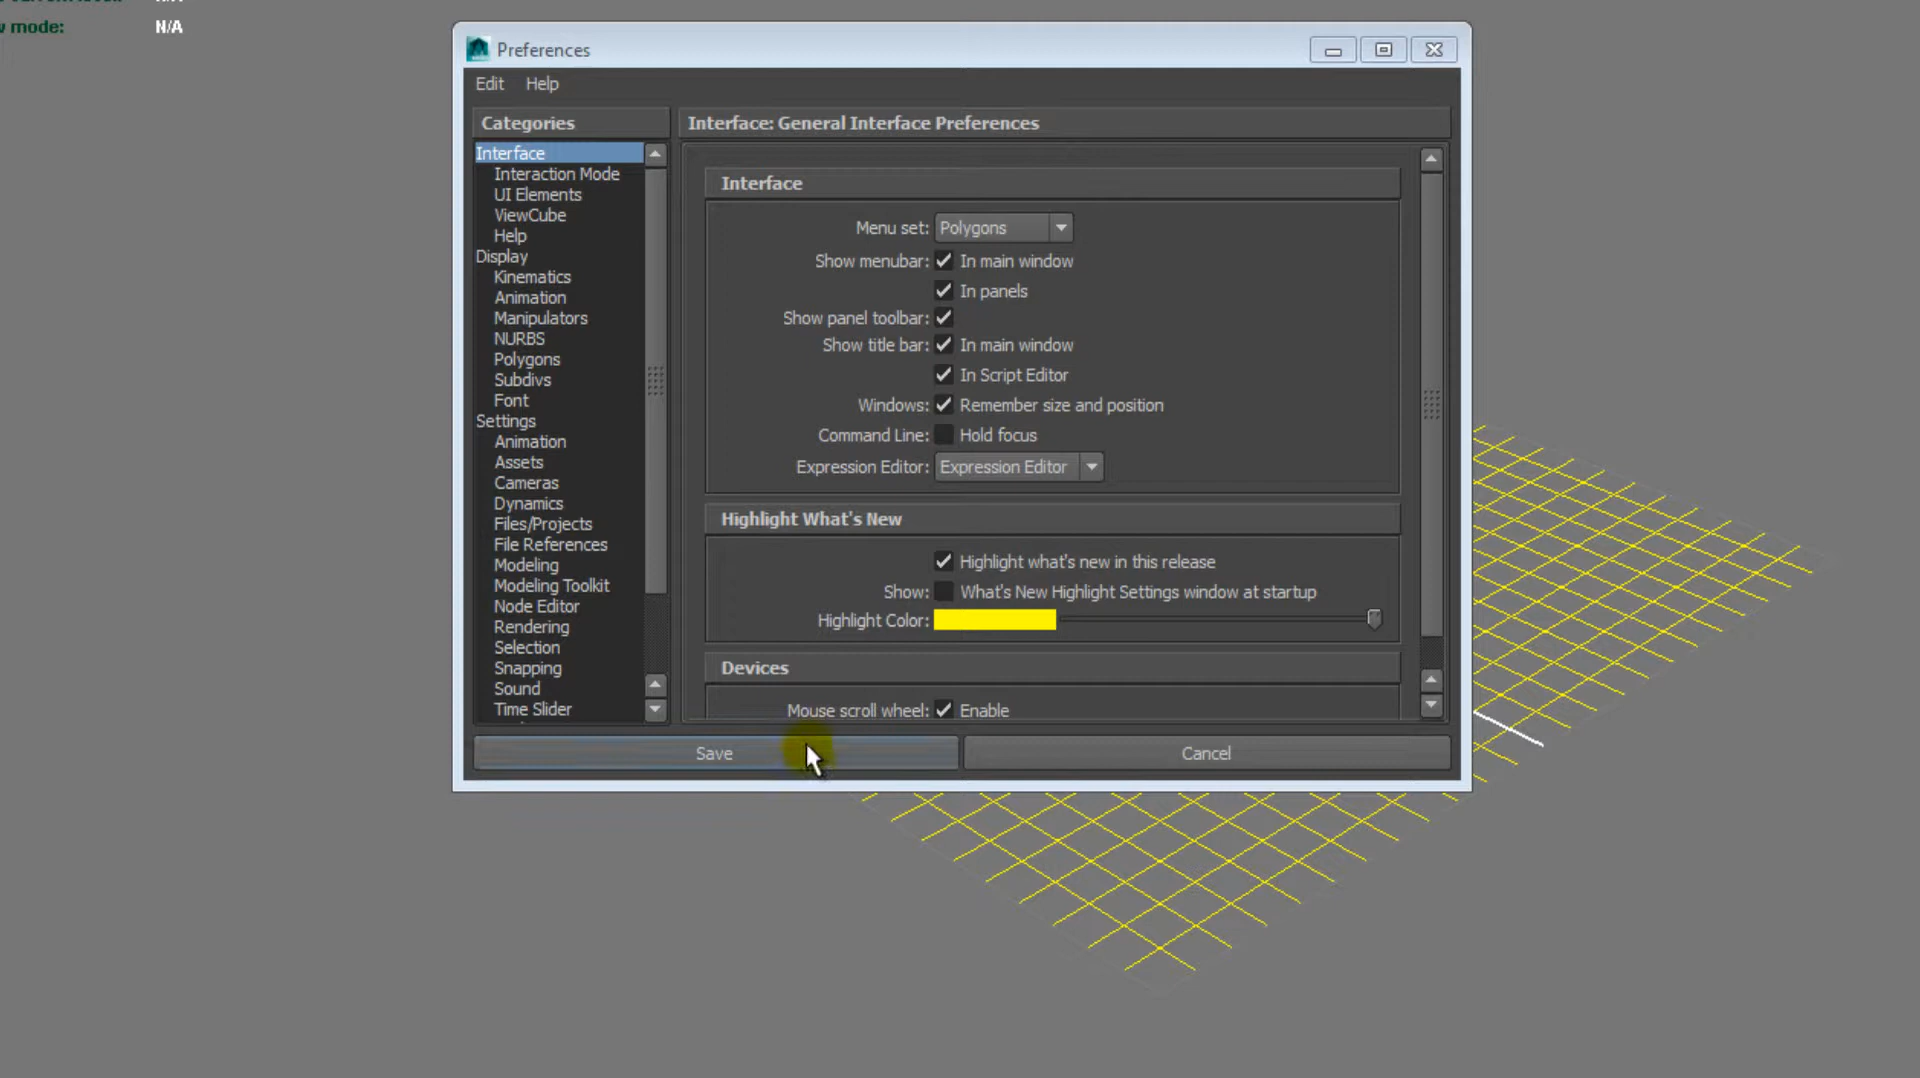 N/A
mode: N/A
Preferences
Edit Help
Categories
Interface
Interaction Mode
UI Elements
ViewCube
Help
Display
Kinematics
Animation
Manipulators
NURBS
Polygons
Subdivs
Font
Settings
Animation
Assets
Cameras
Dynamics
Files/Projects
File References
Modeling
Modeling Toolkit
Node Editor
Rendering
Selection
Snapping
Sound
Time Slider
Interface: General Interface Preferences
Interface
Menu set: Polygons
Show menubar: In main window
In panels
Show panel toolbar:
Show title bar: In main window
In Script Editor
Windows: Remember size and position
Command Line: Hold focus
Expression Editor: Expression Editor
Highlight What's New
Highlight what's new in this release
Show: What's New Highlight Settings window at startup
Highlight Color:
Devices
Mouse scroll wheel: Enable
Save Cancel